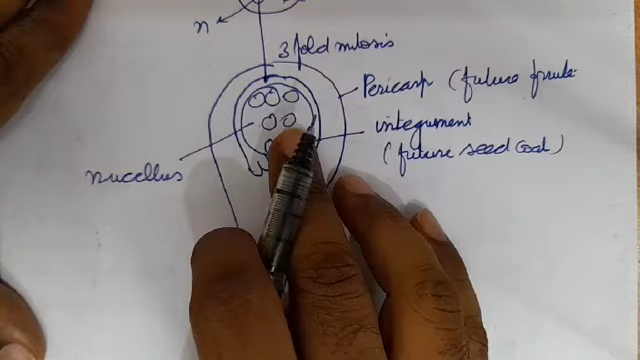 n
3 fold mitosis
Pericarp (future fruit
integument
(future seed coat)
nucellus